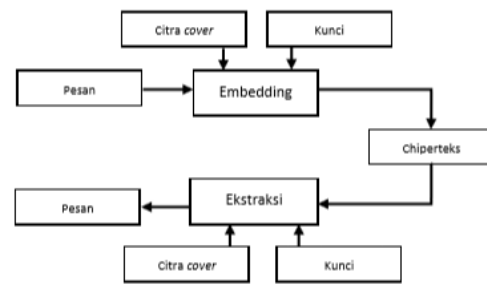 Citra cover
Kunci
Pesan
Embedding
Chiperteks
Ekstraksi
Pesan
Citra cover
Kunci